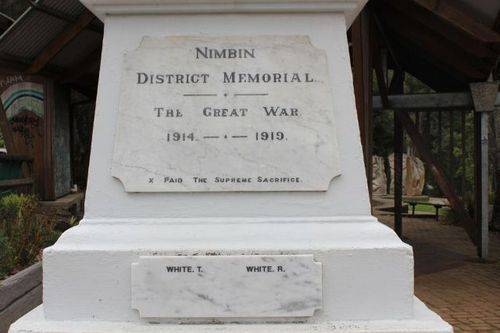 NIMBIN
DISTRICT MEMORIAL
THE GREAT WAR
1914 — ★ — 1919.
X PAID THE SUPREME SACRIFICE.
WHITE. T. WHITE. R.